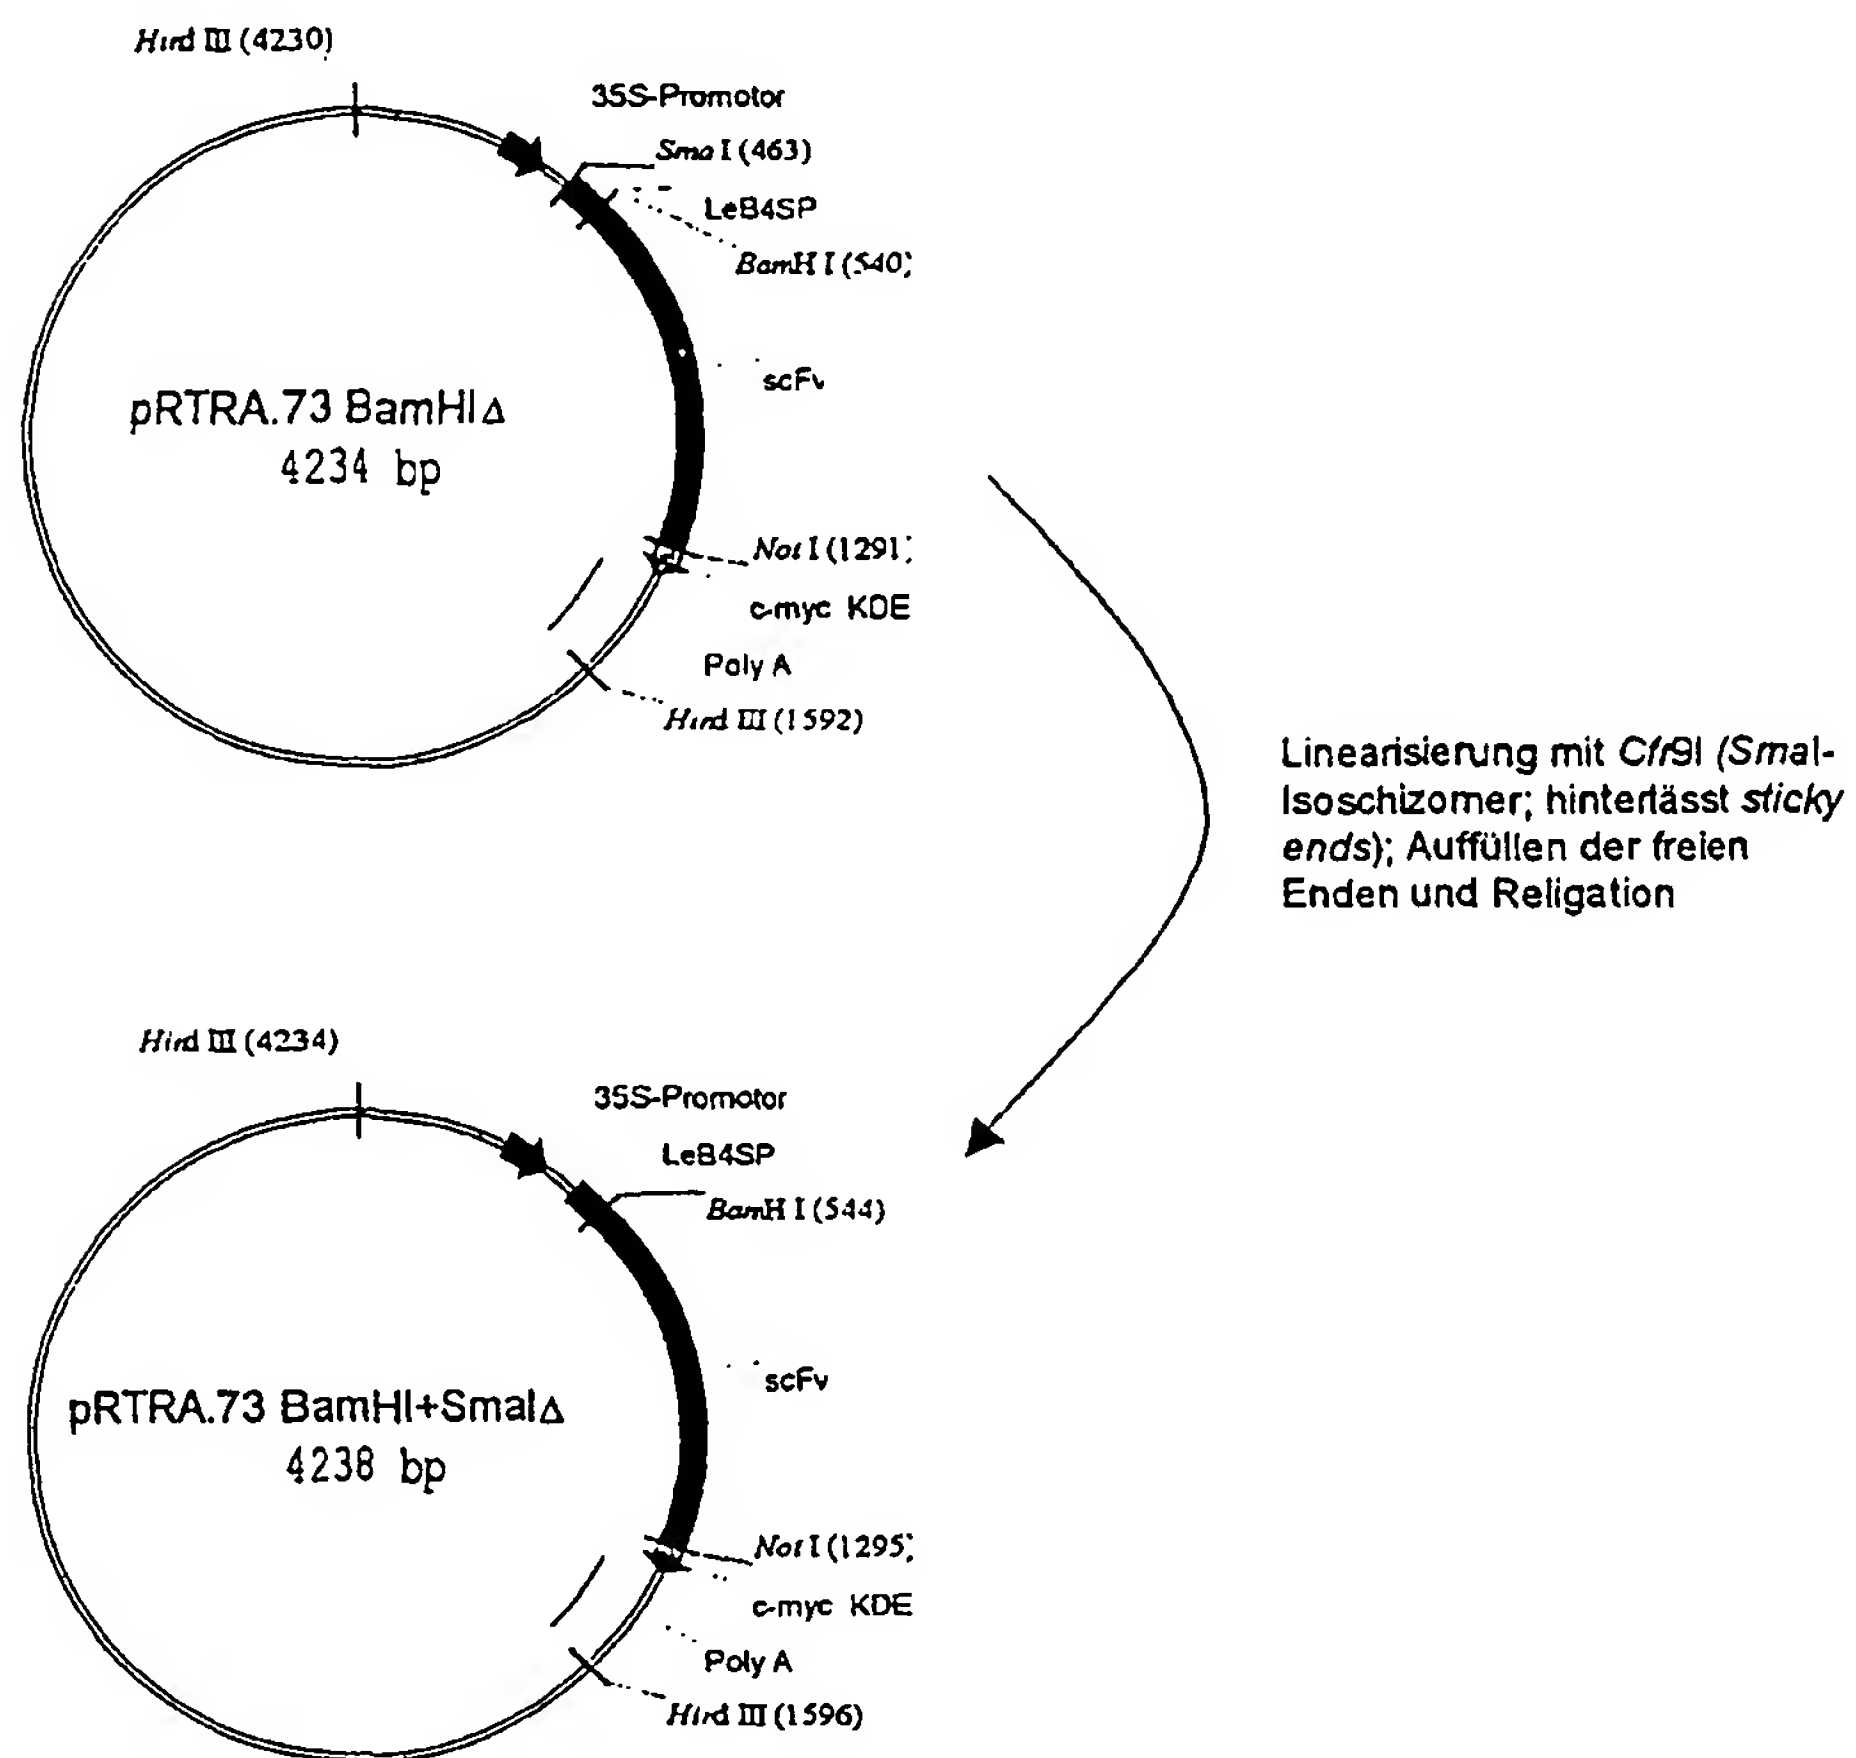 Hind III (4230)
35S-Promotor
Sma I (463)
LeB4SP
BamH I (540)
scFv
pRTRA.73 BamHIΔ
4234 bp
Not I (1291)
c-myc KDE
Poly A
Hind III (1592)
Linearisierung mit Cfr9I (SmaI-
Isoschizomer; hinterlässt sticky
ends); Auffüllen der freien
Enden und Religation
Hind III (4234)
35S-Promotor
LeB4SP
BamH I (544)
scFv
pRTRA.73 BamHI+SmaIΔ
4238 bp
Not I (1295)
c-myc KDE
Poly A
Hind III (1596)